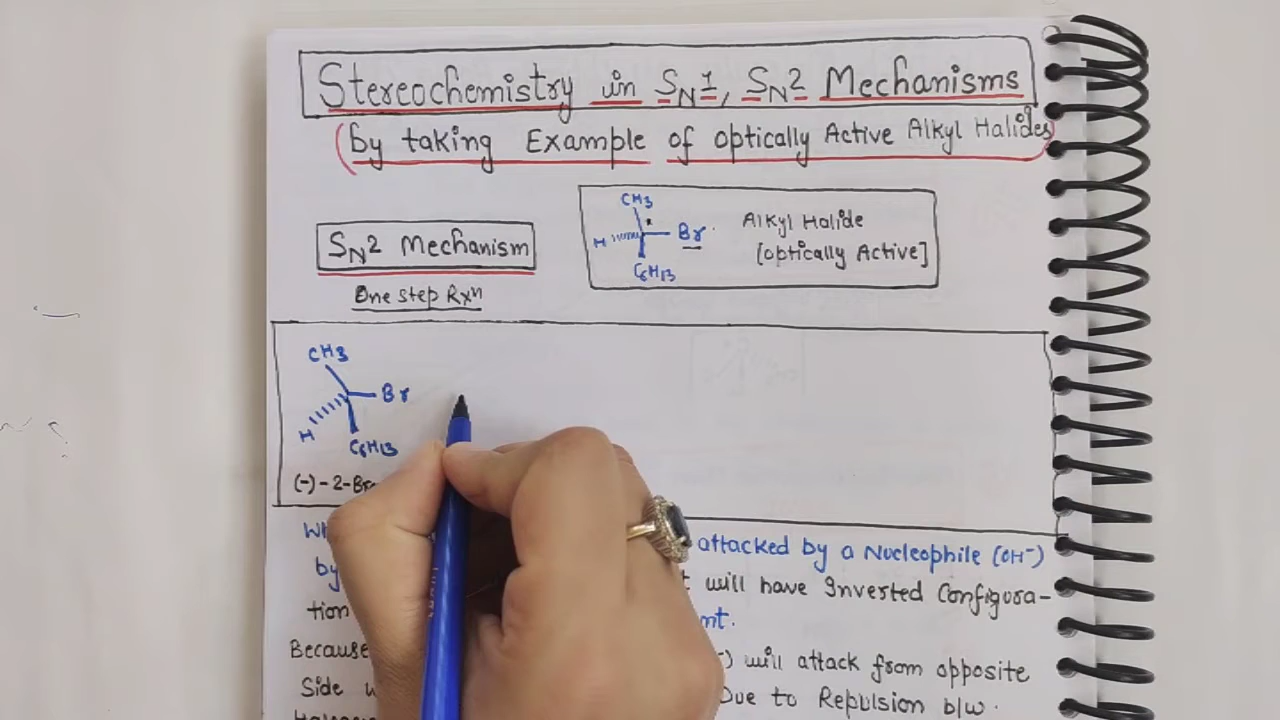 Stereochemistry in SN1, SN2 Mechanisms
(By taking Example of optically Active Alkyl Halides)
CH3
H Br
C6H13
Alkyl Halide
[optically Active]
SN2 Mechanism
One step Rxn
CH3
Br
H
C6H13
(-)-2-Br
attacked by a Nucleophile (OH-)
by will have Inverted Configura-
tion
Because will attack from opposite
Side Due to Repulsion b/w.